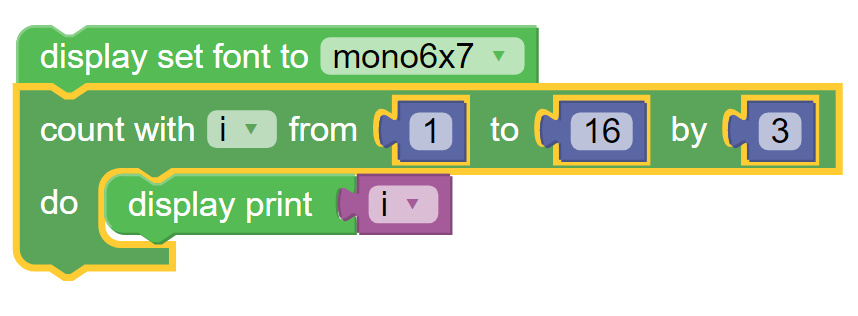 display set font to mono6x7
count with i from 1 to 16 by 3
do display print i